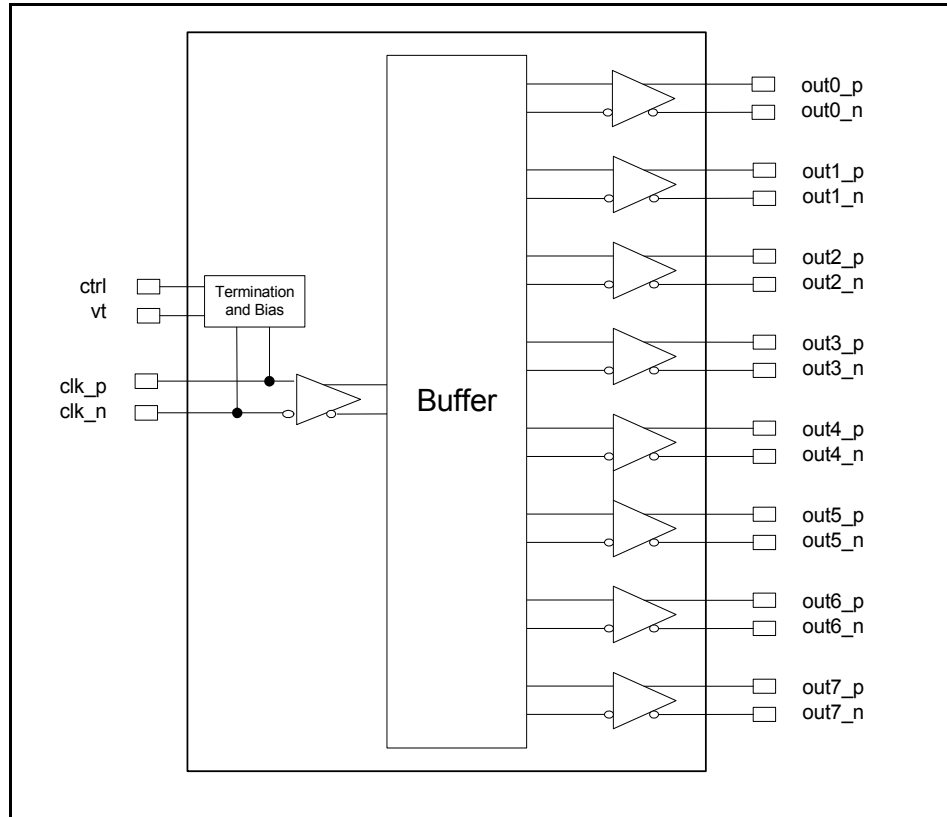 ctrl
vt
clk_p
clk_n
Termination
and Bias
Buffer
out0_p
out0_n
out1_p
out1_n
out2_p
out2_n
out3_p
out3_n
out4_p
out4_n
out5_p
out5_n
out6_p
out6_n
out7_p
out7_n